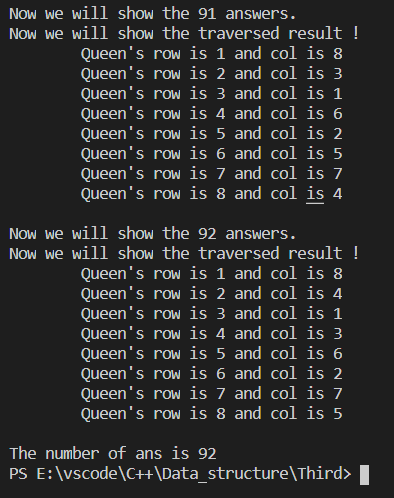 Now we will show the 91 answers.
Now we will show the traversed result !
Queen's row is 1 and col is 8
Queen's row is 2 and col is 3
Queen's row is 3 and col is 1
Queen's row is 4 and col is 6
Queen's row is 5 and col is 2
Queen's row is 6 and col is 5
Queen's row is 7 and col is 7
Queen's row is 8 and col is 4
Now we will show the 92 answers.
Now we will show the traversed result !
Queen's row is 1 and col is 8
Queen's row is 2 and col is 4
Queen's row is 3 and col is 1
Queen's row is 4 and col is 3
Queen's row is 5 and col is 6
Queen's row is 6 and col is 2
Queen's row is 7 and col is 7
Queen's row is 8 and col is 5
The number of ans is 92
PS E:\vscode\C++\Data_structure\Third>